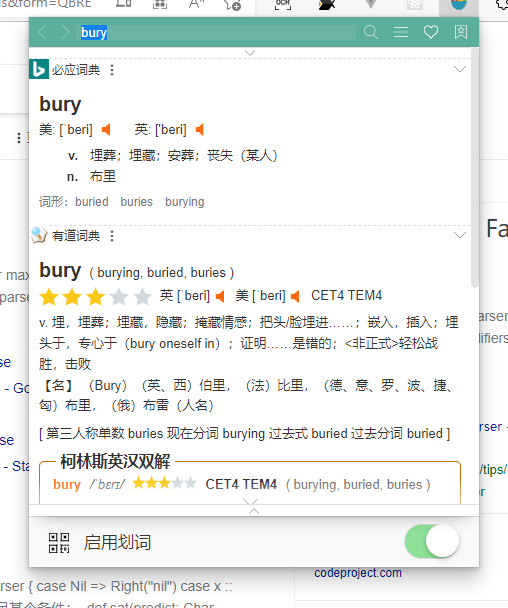 s&form=QBRE
OCR
bury
必应词典
bury
美: [ˈberi] 英: ['beri]
v. 埋葬；埋藏；安葬；丧失（某人）
n. 布里
词形: buried buries burying
有道词典
bury ( burying, buried, buries )
英 [ˈberi] 美 [ˈberi] CET4 TEM4
v. 埋，埋葬；埋藏，隐藏；掩藏情感；把头/脸埋进……；嵌入，插入；埋
头于，专心于（bury oneself in）；证明……是错的；<非正式>轻松战
胜，击败
【名】（Bury）（英、西）伯里，（法）比里，（德、意、罗、波、捷、
匈）布里，（俄）布雷（人名）
[ 第三人称单数 buries 现在分词 burying 过去式 buried 过去分词 buried ]
柯林斯英汉双解
bury /ˈbɛrɪ/ CET4 TEM4 ( burying, buried, buries )
启用划词
Fa
r max
parse
arser
difiers
se
- Go
se
- Sta
rser -
/tips/
er
codeproject.com
rser { case Nil => Right("nil") case x ::